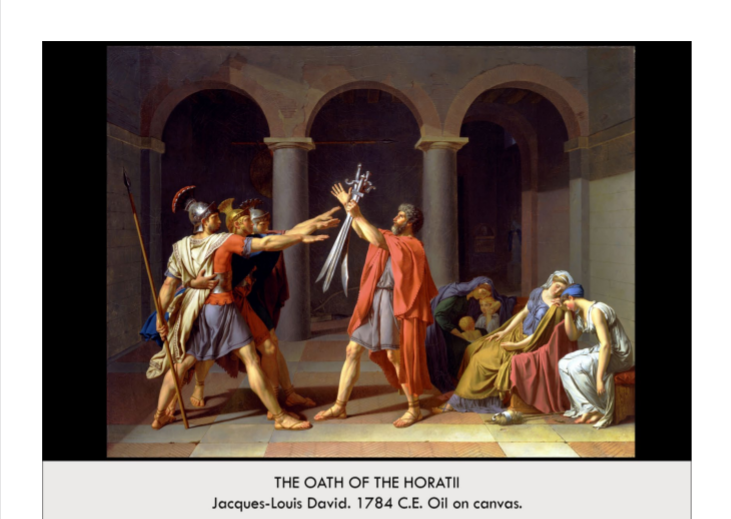 THE OATH OF THE HORATII
Jacques-Louis David. 1784 C.E. Oil on canvas.